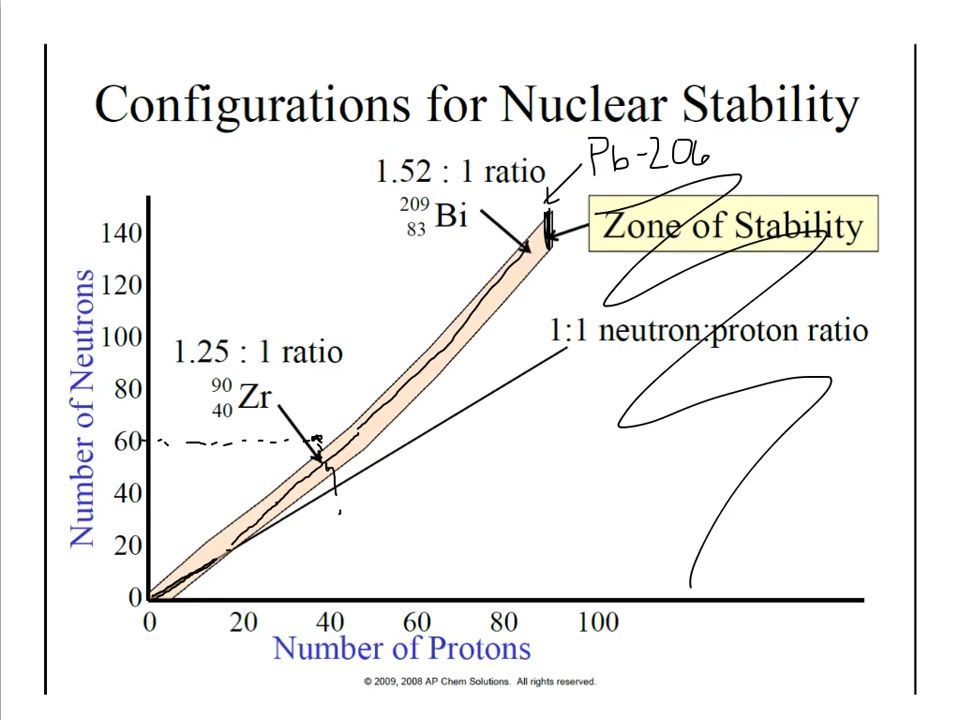 Configurations for Nuclear Stability
Pb-206
1.52 : 1 ratio
209
83 Bi
Zone of Stability
140
120
100
80
60
40
20
0
Number of Neutrons
1:1 neutron:proton ratio
1.25 : 1 ratio
90
40 Zr
0 20 40 60 80 100
Number of Protons
© 2009, 2008 AP Chem Solutions. All rights reserved.